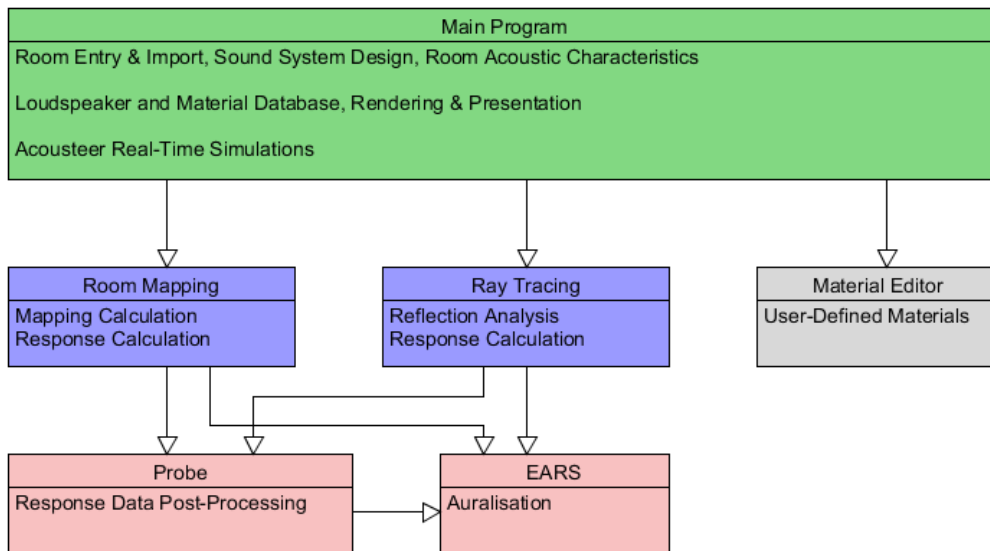 Main Program
Room Entry & Import, Sound System Design, Room Acoustic Characteristics
Loudspeaker and Material Database, Rendering & Presentation
Acousteer Real-Time Simulations
Room Mapping
Mapping Calculation
Response Calculation
Ray Tracing
Reflection Analysis
Response Calculation
Material Editor
User-Defined Materials
Probe
Response Data Post-Processing
EARS
Auralisation